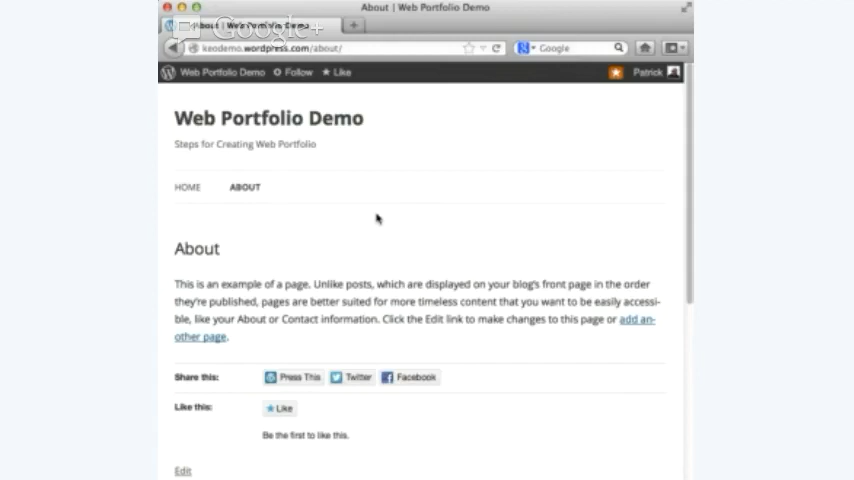 About | Web Portfolio Demo
Google+
About | Web Portfolio Demo
keodemo.wordpress.com/about/
Google
Web Portfolio Demo Follow Like
Patrick
Web Portfolio Demo
Steps for Creating Web Portfolio
HOME ABOUT
About
This is an example of a page. Unlike posts, which are displayed on your blog's front page in the order
they're published, pages are better suited for more timeless content that you want to be easily accessi-
ble, like your About or Contact information. Click the Edit link to make changes to this page or add an-
other page.
Share this: Press This Twitter Facebook
Like this: Like
Be the first to like this.
Edit